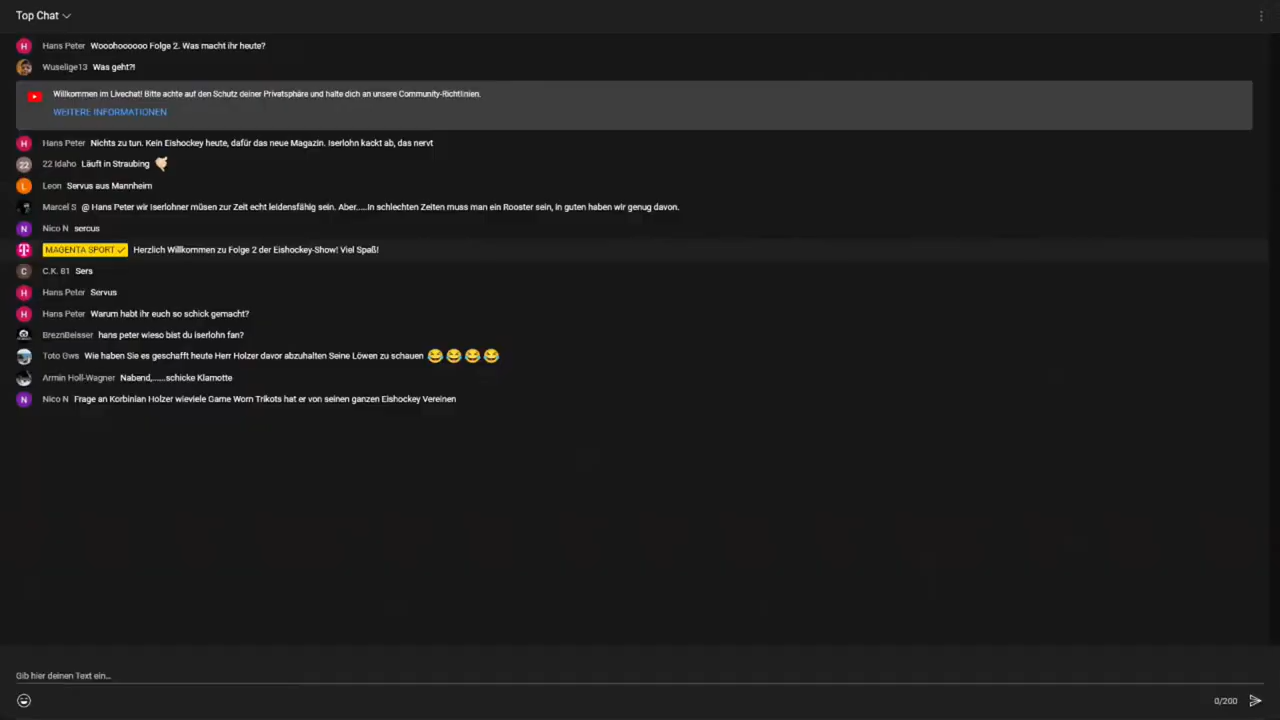 Top Chat
H Hans Peter Wooohoooooo Folge 2. Was macht ihr heute?
Wuselige13 Was geht?!
Willkommen im Livechat! Bitte achte auf den Schutz deiner Privatsphäre und halte dich an unsere Community-Richtlinien.
WEITERE INFORMATIONEN
H Hans Peter Nichts zu tun. Kein Eishockey heute, dafür das neue Magazin. Iserlohn kackt ab, das nervt
22 22 Idaho Läuft in Straubing
L Leon Servus aus Mannheim
Marcel S @ Hans Peter wir Iserlohner müsen zur Zeit echt leidensfähig sein. Aber.....In schlechten Zeiten muss man ein Rooster sein, in guten haben wir genug davon.
N Nico N sercus
T MAGENTA SPORT Herzlich Willkommen zu Folge 2 der Eishockey-Show! Viel Spaß!
C C.K. 81 Sers
H Hans Peter Servus
H Hans Peter Warum habt ihr euch so schick gemacht?
BreznBeisser hans peter wieso bist du iserlohn fan?
Toto Gws Wie haben Sie es geschafft heute Herr Holzer davor abzuhalten Seine Löwen zu schauen 😂😂😂😂
Armin Holl-Wagner Nabend,......schicke Klamotte
N Nico N Frage an Korbinian Holzer wieviele Game Worn Trikots hat er von seinen ganzen Eishockey Vereinen
Gib hier deinen Text ein...
0/200